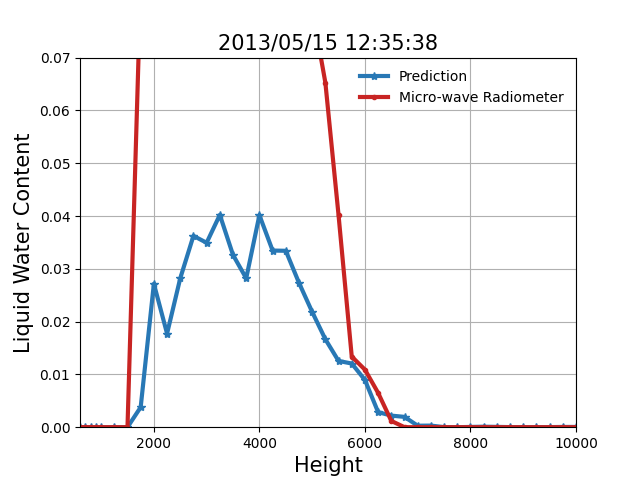 2013/05/15 12:35:38
Prediction
Micro-wave Radiometer
Liquid Water Content
0.07
0.06
0.05
0.04
0.03
0.02
0.01
0.00
2000 4000 6000 8000 10000
Height